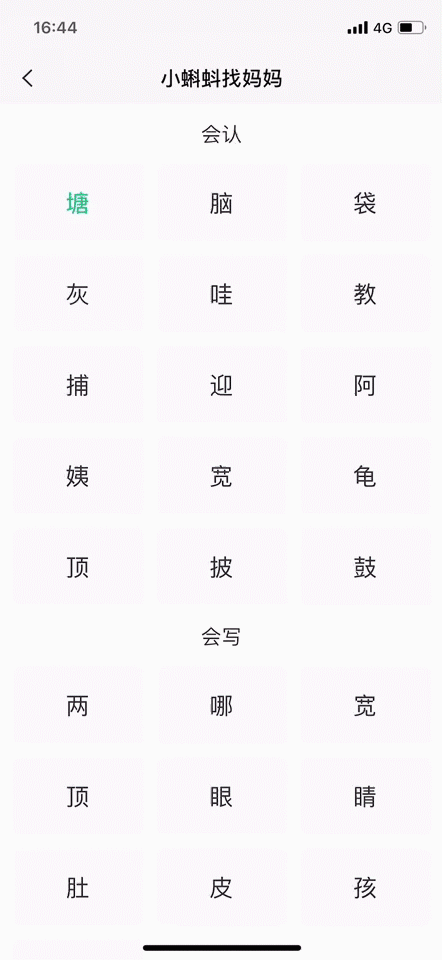 16:44 4G
小蝌蚪找妈妈
会认
塘 脑 袋
灰 哇 教
捕 迎 阿
姨 宽 龟
顶 披 鼓
会写
两 哪 宽
顶 眼 睛
肚 皮 孩